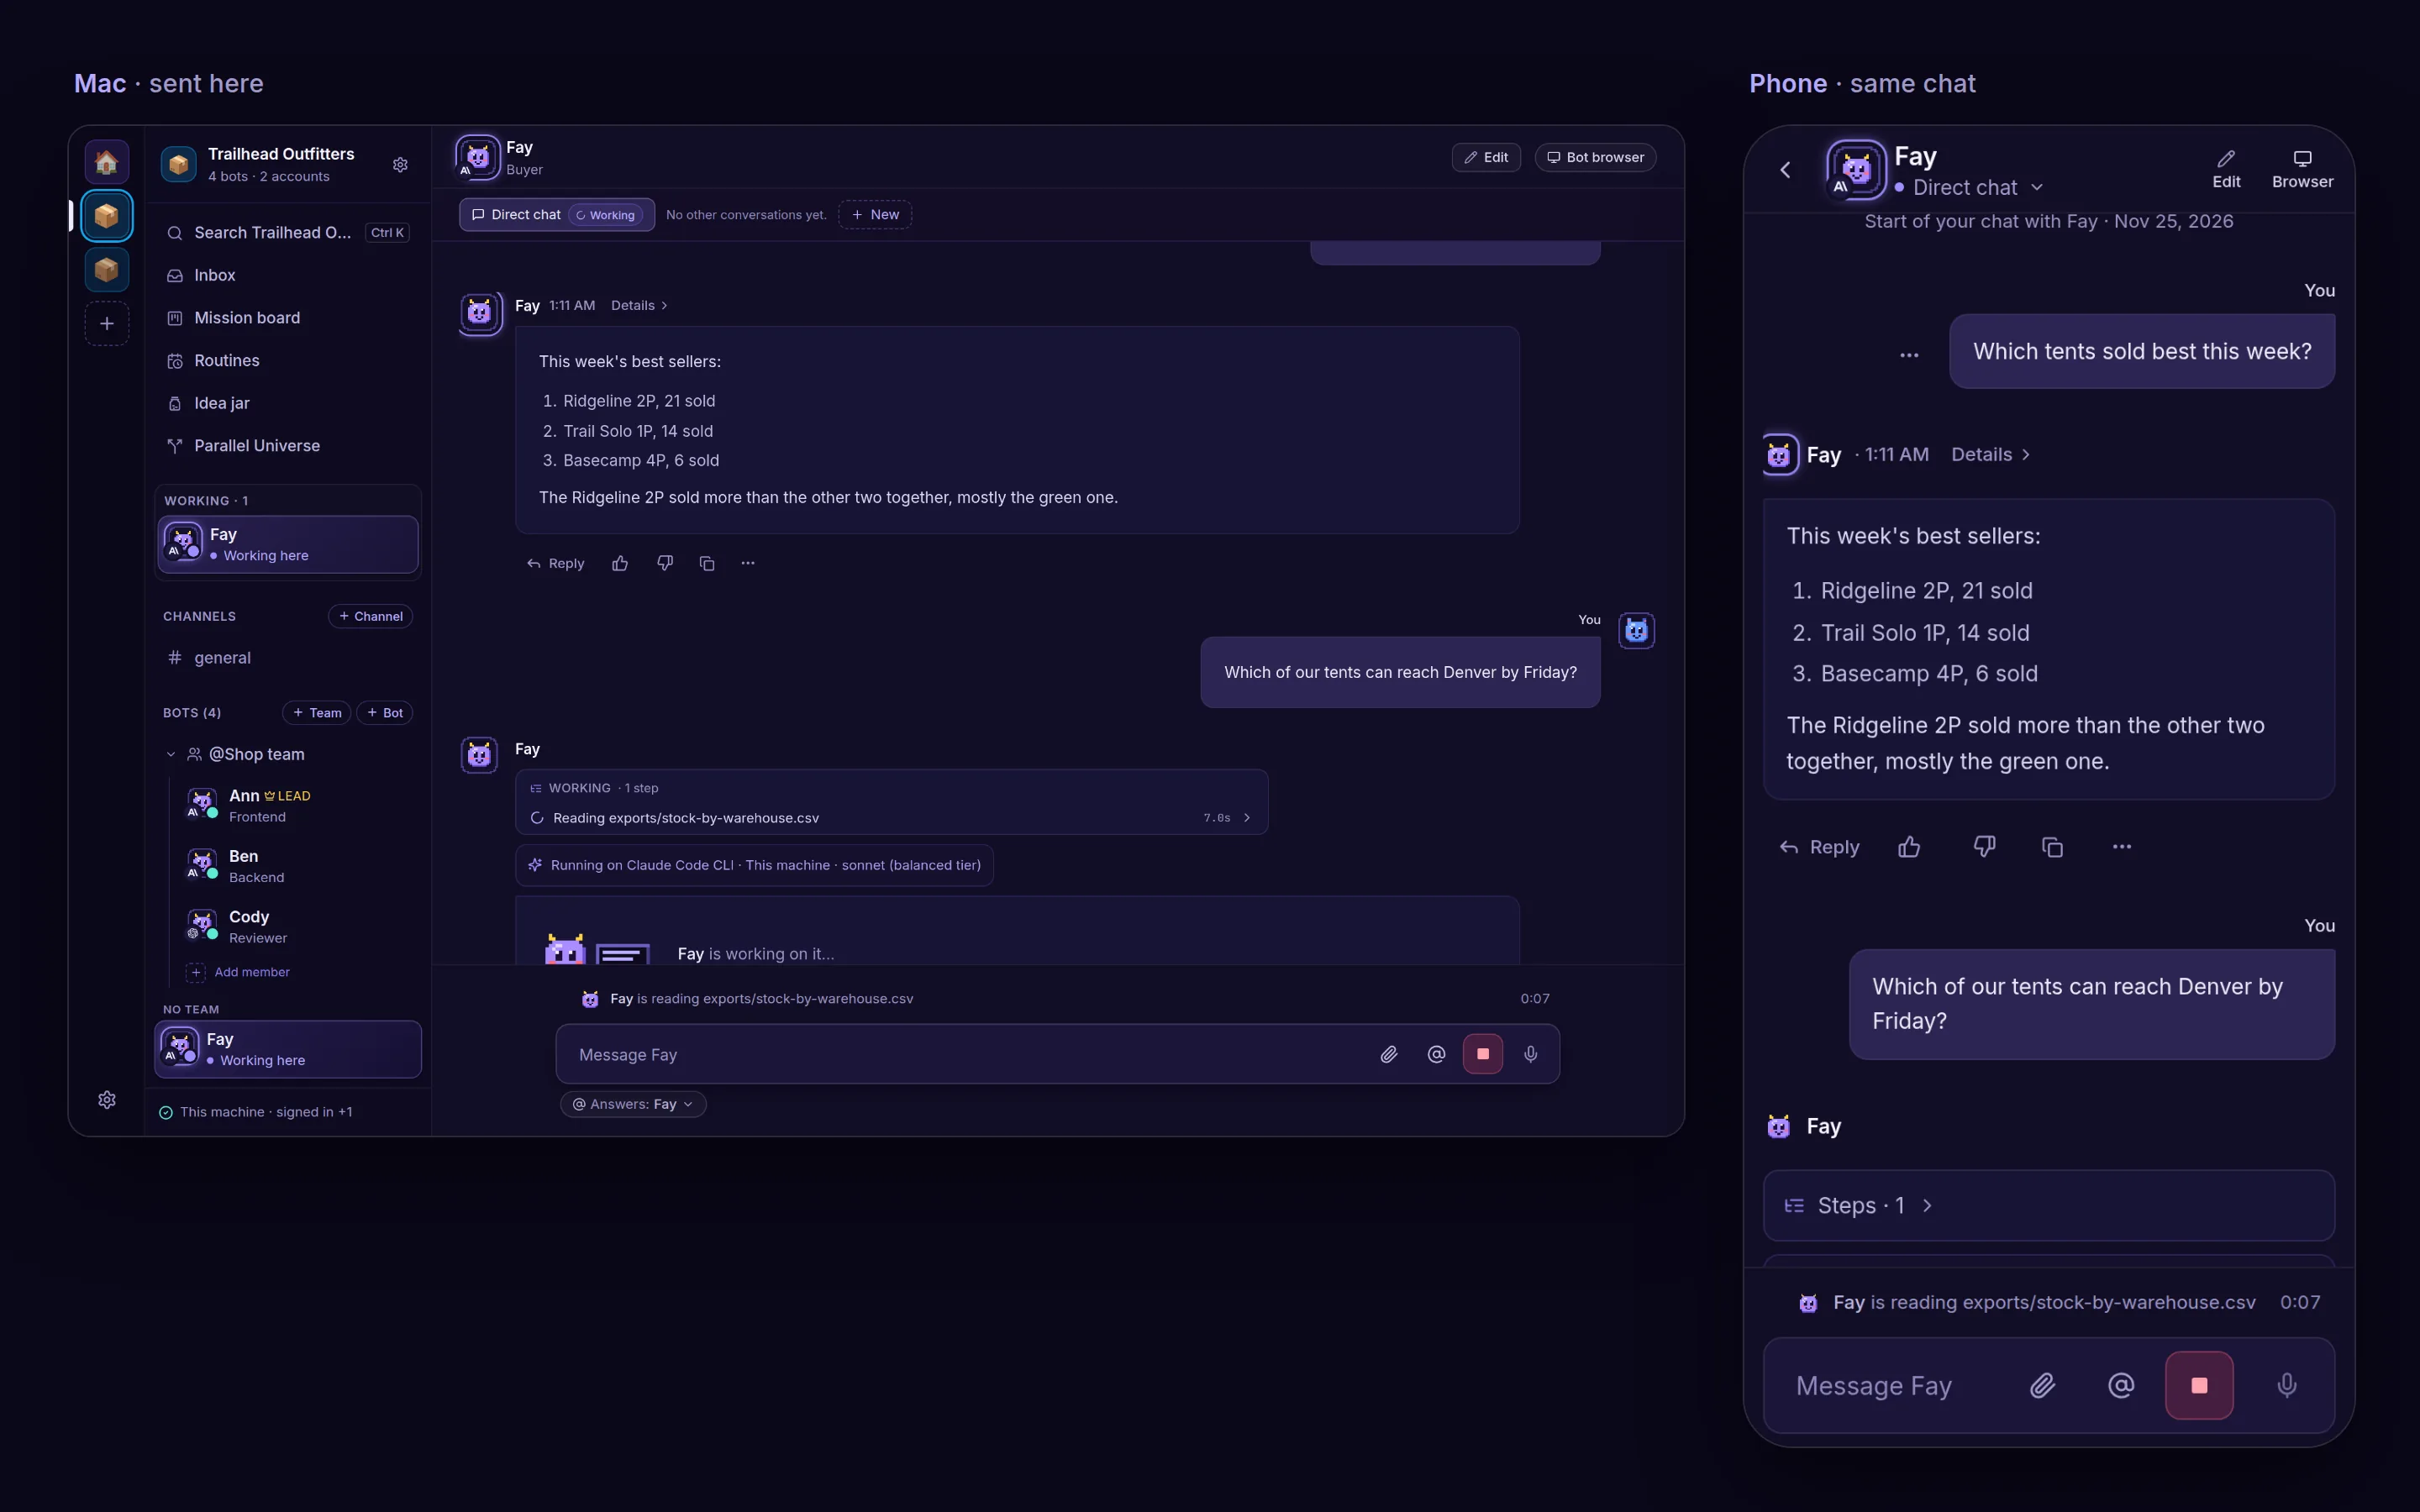 Mac · sent here
Trailhead Outfitters
4 bots · 2 accounts
Search Trailhead O... Ctrl K
Inbox
Mission board
Routines
Idea jar
Parallel Universe
WORKING · 1
Fay
Working here
CHANNELS + Channel
# general
BOTS (4) + Team + Bot
@Shop team
Ann LEAD
Frontend
Ben
Backend
Cody
Reviewer
+ Add member
NO TEAM
Fay
Working here
This machine · signed in +1
Fay
Buyer
Edit Bot browser
Direct chat Working No other conversations yet. + New
Fay 1:11 AM Details >
This week's best sellers:
1. Ridgeline 2P, 21 sold
2. Trail Solo 1P, 14 sold
3. Basecamp 4P, 6 sold
The Ridgeline 2P sold more than the other two together, mostly the green one.
Reply
You
Which of our tents can reach Denver by Friday?
Fay
WORKING · 1 step
Reading exports/stock-by-warehouse.csv 7.0s >
Running on Claude Code CLI · This machine · sonnet (balanced tier)
Fay is working on it...
Fay is reading exports/stock-by-warehouse.csv 0:07
Message Fay
@ Answers: Fay
Phone · same chat
Fay
Direct chat
Edit Browser
Start of your chat with Fay · Nov 25, 2026
You
Which tents sold best this week?
Fay · 1:11 AM Details >
This week's best sellers:
1. Ridgeline 2P, 21 sold
2. Trail Solo 1P, 14 sold
3. Basecamp 4P, 6 sold
The Ridgeline 2P sold more than the other two
together, mostly the green one.
Reply
You
Which of our tents can reach Denver by
Friday?
Fay
Steps · 1 >
Fay is reading exports/stock-by-warehouse.csv 0:07
Message Fay